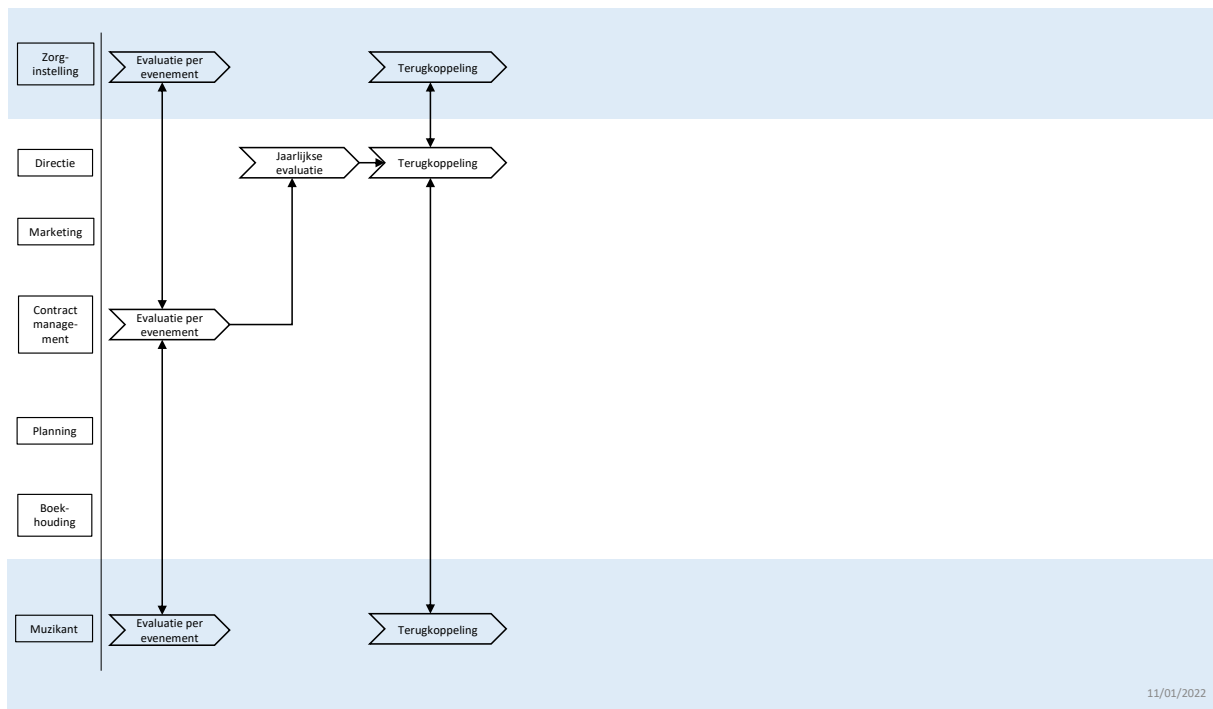 Zorg-
instelling
Evaluatie per
evenement
Terugkoppeling
Directie
Jaarlijkse
evaluatie
Terugkoppeling
Marketing
Contract
manage-
ment
Evaluatie per
evenement
Planning
Boek-
houding
Muzikant
Evaluatie per
evenement
Terugkoppeling
11/01/2022